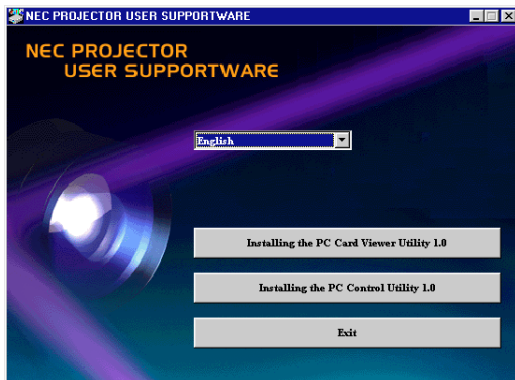 NEC PROJECTOR USER SUPPORTWARE
NEC PROJECTOR
USER SUPPORTWARE
English
Installing the PC Card Viewer Utility 1.0
Installing the PC Control Utility 1.0
Exit